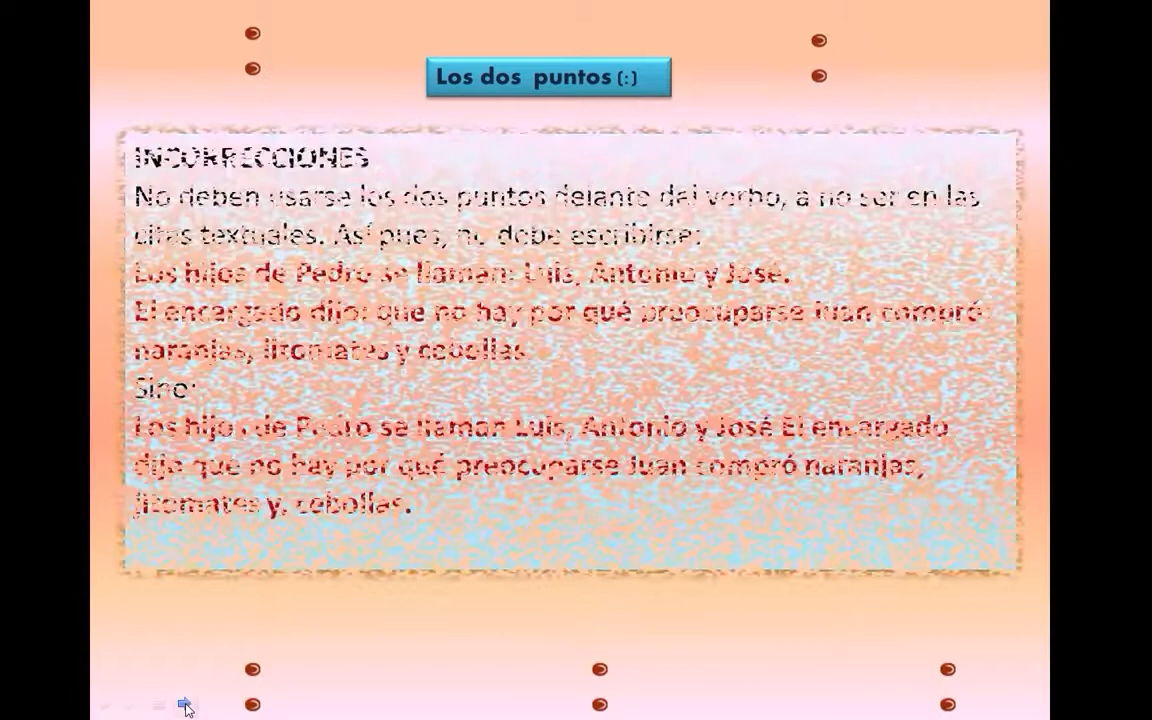 Los dos puntos (:)
INCORRECCIONES
No deben usarse los dos puntos delante del verbo, a no ser en las
citas textuales. Así pues, no debe escribirse:
Los hijos de Pedro se llaman: Luis, Antonio y José.
El encargado dijo: que no hay por qué preocuparse Juan compró
naranjas, jitomates y cebollas
Sino:
Los hijos de Pedro se llaman Luis, Antonio y José El encargado
dijo que no hay por qué preocuparse Juan compró naranjas,
jitomates y, cebollas.